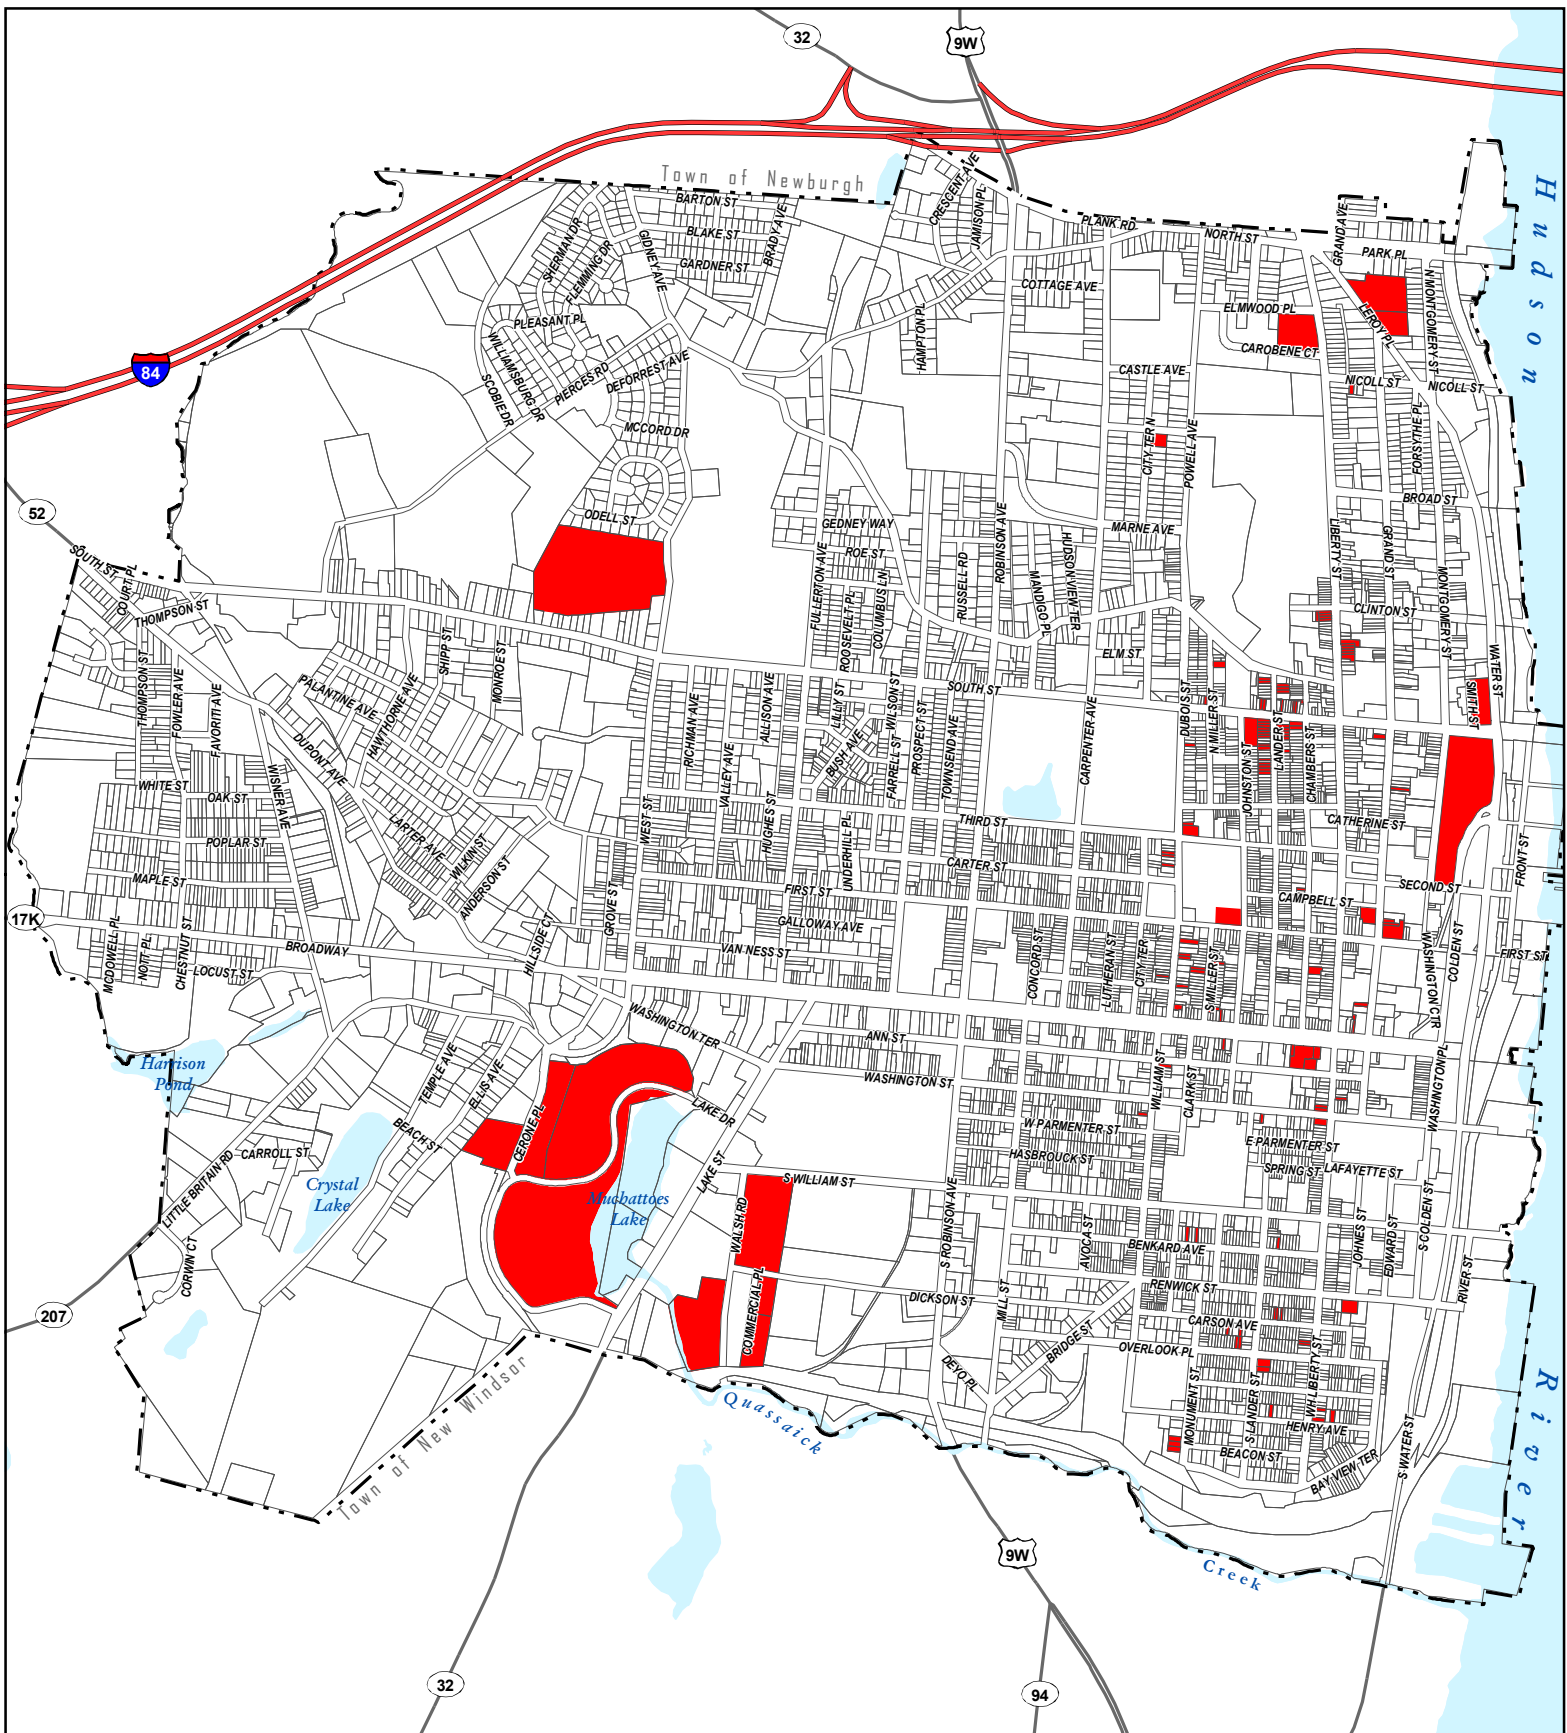 32
9W
Town of Newburgh
Hudson
CRESCENT AVE
JAMISON PL
BARTON ST
BLAKE ST
GARDNER ST
BRADY AVE
SHERMAN DR
FLEMMING DR
GIDNEY AVE
PLANK RD
NORTH ST
GRAND AVE
PARK PL
N MONTGOMERY ST
COTTAGE AVE
ELMWOOD PL
LEROY PL
CAROBENE CT
PLEASANT PL
HAMPTON PL
WILLIAMSBURG DR
SCOBIE DR
PIERCES RD
DEFORREST AVE
84
CASTLE AVE
NICOLL ST
NICOLL ST
MCCORD DR
CITY TER N
POWELL AVE
FORSYTHE PL
BROAD ST
52
ODELL ST
GEDNEY WAY
ROE ST
ROBINSON AVE
MARNE AVE
HUDSON VIEW TER
LIBERTY ST
GRAND ST
SOUTH ST
COURT PL
THOMPSON ST
FULLERTON AVE
ROOSEVELT PL
COLUMBUS LN
RUSSELL RD
MANDIGO PL
MONTGOMERY ST
CLINTON ST
SHIPP ST
MONROE ST
ELM ST
WATER ST
THOMPSON ST
FOWLER AVE
FAVORITI AVE
PALANTINE AVE
HAWTHORNE AVE
RICHMAN AVE
ALLISON AVE
LILLY ST
WILSON ST
SOUTH ST
DUBOIS ST
N MILLER ST
SMITH ST
DUPONT AVE
BUSH AVE
FARRELL ST
PROSPECT ST
TOWNSEND AVE
CARPENTER AVE
JOHNSTON ST
LANDER ST
CHAMBERS ST
WHITE ST
OAK ST
WISNER AVE
VALLEY AVE
WEST ST
HUGHES ST
POPLAR ST
LARTER AVE
WILKIN ST
UNDERHILL PL
THIRD ST
CATHERINE ST
FRONT ST
MAPLE ST
ANDERSON ST
CARTER ST
FIRST ST
SECOND ST
CAMPBELL ST
17K
MCDOWELL PL
NOTT PL
CHESTNUT ST
BROADWAY
LOCUST ST
HILLSIDE CT
GROVE ST
GALLOWAY AVE
VAN NESS ST
CONCORD ST
LUTHERAN ST
CITY TER
S MILLER ST
WASHINGTON CTR
COLDEN ST
FIRST ST
WASHINGTON TER
ANN ST
WASHINGTON ST
Harrison
Pond
TEMPLE AVE
ELLIS AVE
BEACH ST
CERONE PL
LAKE DR
WILLIAM ST
CLARK ST
WASHINGTON PL
W PARMENTER ST
HASBROUCK ST
E PARMENTER ST
SPRING ST
LAFAYETTE ST
CARROLL ST
LITTLE BRITAIN RD
Crystal
Lake
Muchattoes
Lake
LAKE ST
S WILLIAM ST
WALSH RD
S ROBINSON AVE
AVOCA ST
BENKARD AVE
JOHNES ST
EDWARD ST
S COLDEN ST
CORWIN CT
RENWICK ST
RIVER ST
207
COMMERCIAL PL
DICKSON ST
MILL ST
CARSON AVE
BRIDGE ST
OVERLOOK PL
DEYO PL
Town of New Windsor
Quassaick
MONUMENT ST
S LANDER ST
WH LIBERTY ST
HENRY AVE
BEACON ST
BAY VIEW TER
S WATER ST
River
9W
Creek
32
94